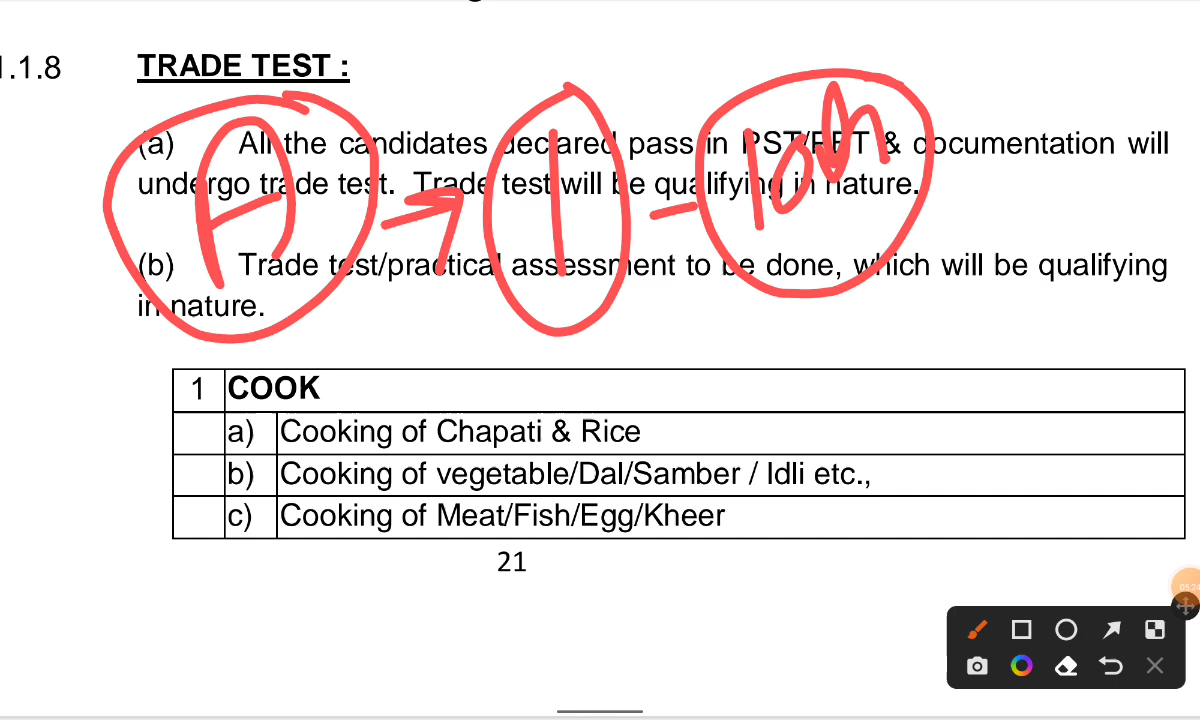 1.1.8 TRADE TEST :
(a) All the candidates declared pass in PST/PET & documentation will
undergo trade test. Trade test will be qualifying in nature.
A → 1 - 10th
(b) Trade test/practical assessment to be done, which will be qualifying
in nature.
1 COOK
a) Cooking of Chapati & Rice
b) Cooking of vegetable/Dal/Samber / Idli etc.,
c) Cooking of Meat/Fish/Egg/Kheer
21